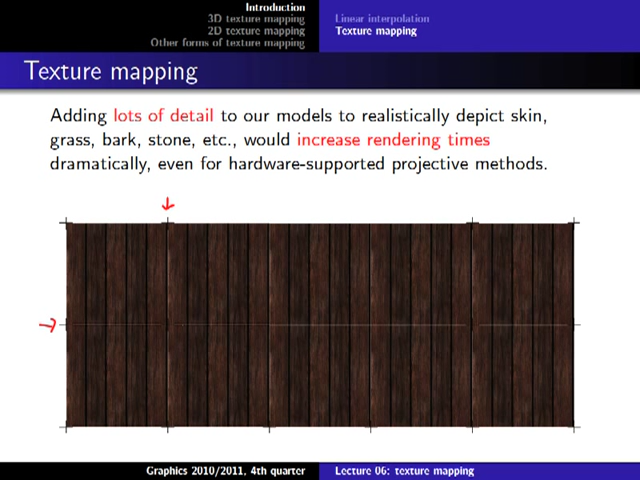 Introduction
3D texture mapping
2D texture mapping
Other forms of texture mapping
Linear interpolation
Texture mapping
Texture mapping
Adding lots of detail to our models to realistically depict skin,
grass, bark, stone, etc., would increase rendering times
dramatically, even for hardware-supported projective methods.
Graphics 2010/2011, 4th quarter
Lecture 06: texture mapping